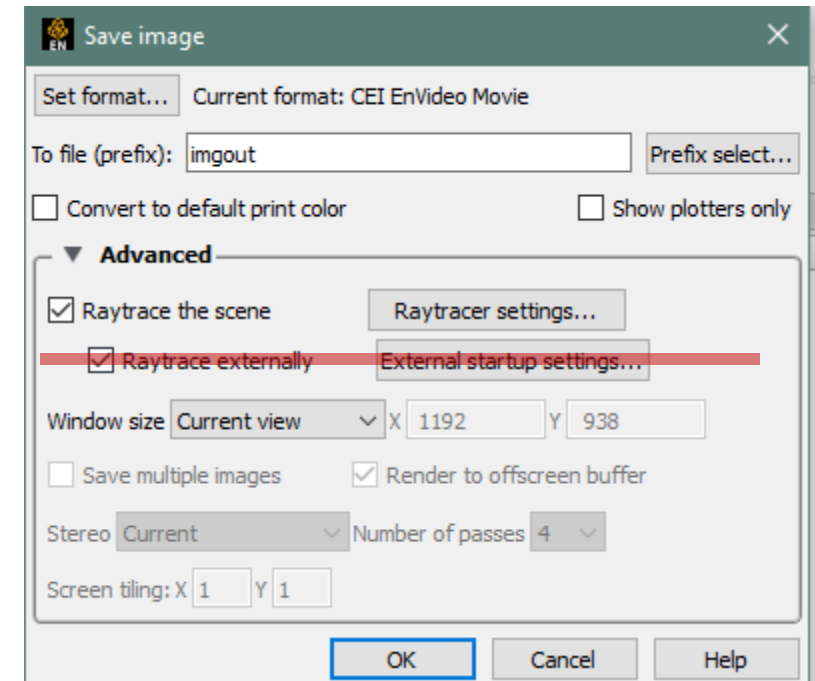 EN Save image
Set format... Current format: CEI EnVideo Movie
To file (prefix): imgout Prefix select...
Convert to default print color Show plotters only
Advanced
Raytrace the scene Raytracer settings...
Raytrace externally External startup settings...
Window size Current view X 1192 Y 938
Save multiple images Render to offscreen buffer
Stereo Current Number of passes 4
Screen tiling: X 1 Y 1
OK Cancel Help